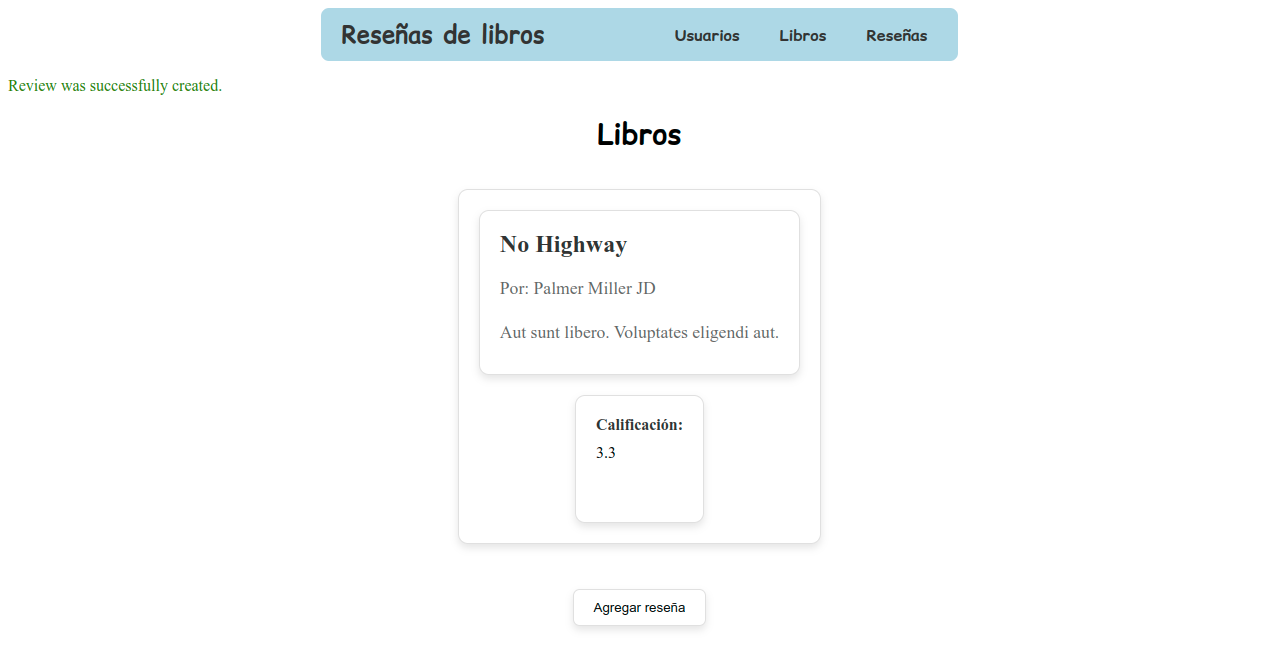 Reseñas de libros
Usuarios
Libros
Reseñas
Review was successfully created.
Libros
No Highway
Por: Palmer Miller JD
Aut sunt libero. Voluptates eligendi aut.
Calificación:
3.3
Agregar reseña